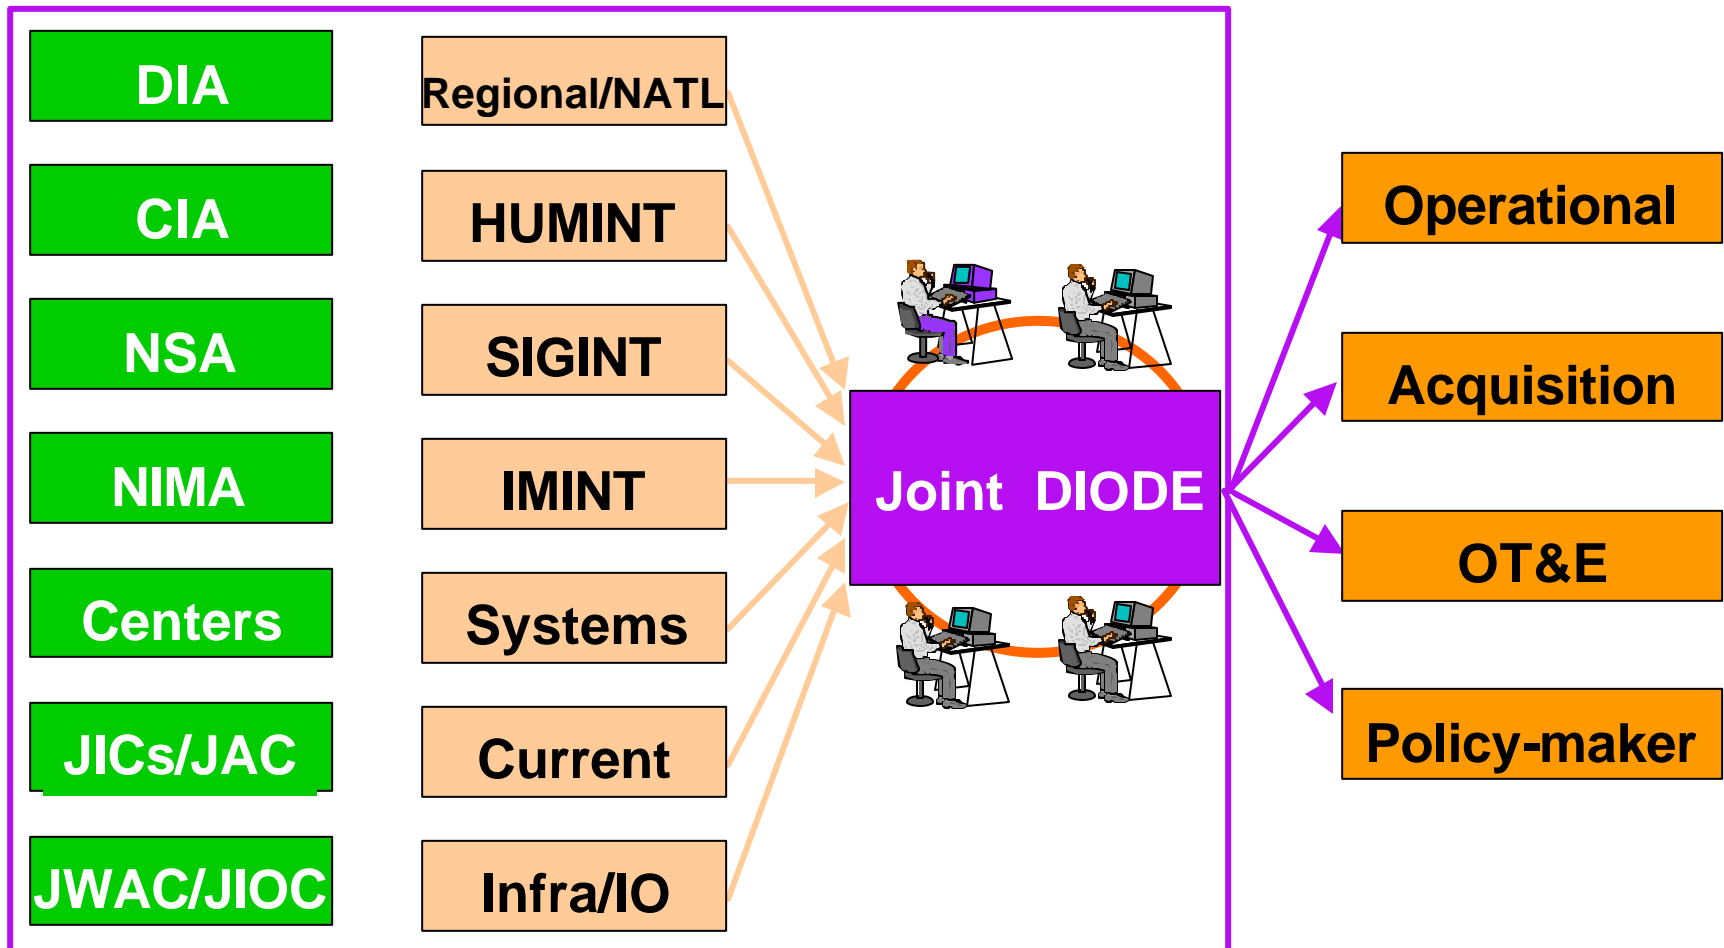 DIA
CIA
NSA
NIMA
Centers
JICs/JAC
JWAC/JIOC
Regional/NATL
HUMINT
SIGINT
IMINT
Systems
Current
Infra/IO
Joint DIODE
Operational
Acquisition
OT&E
Policy-maker